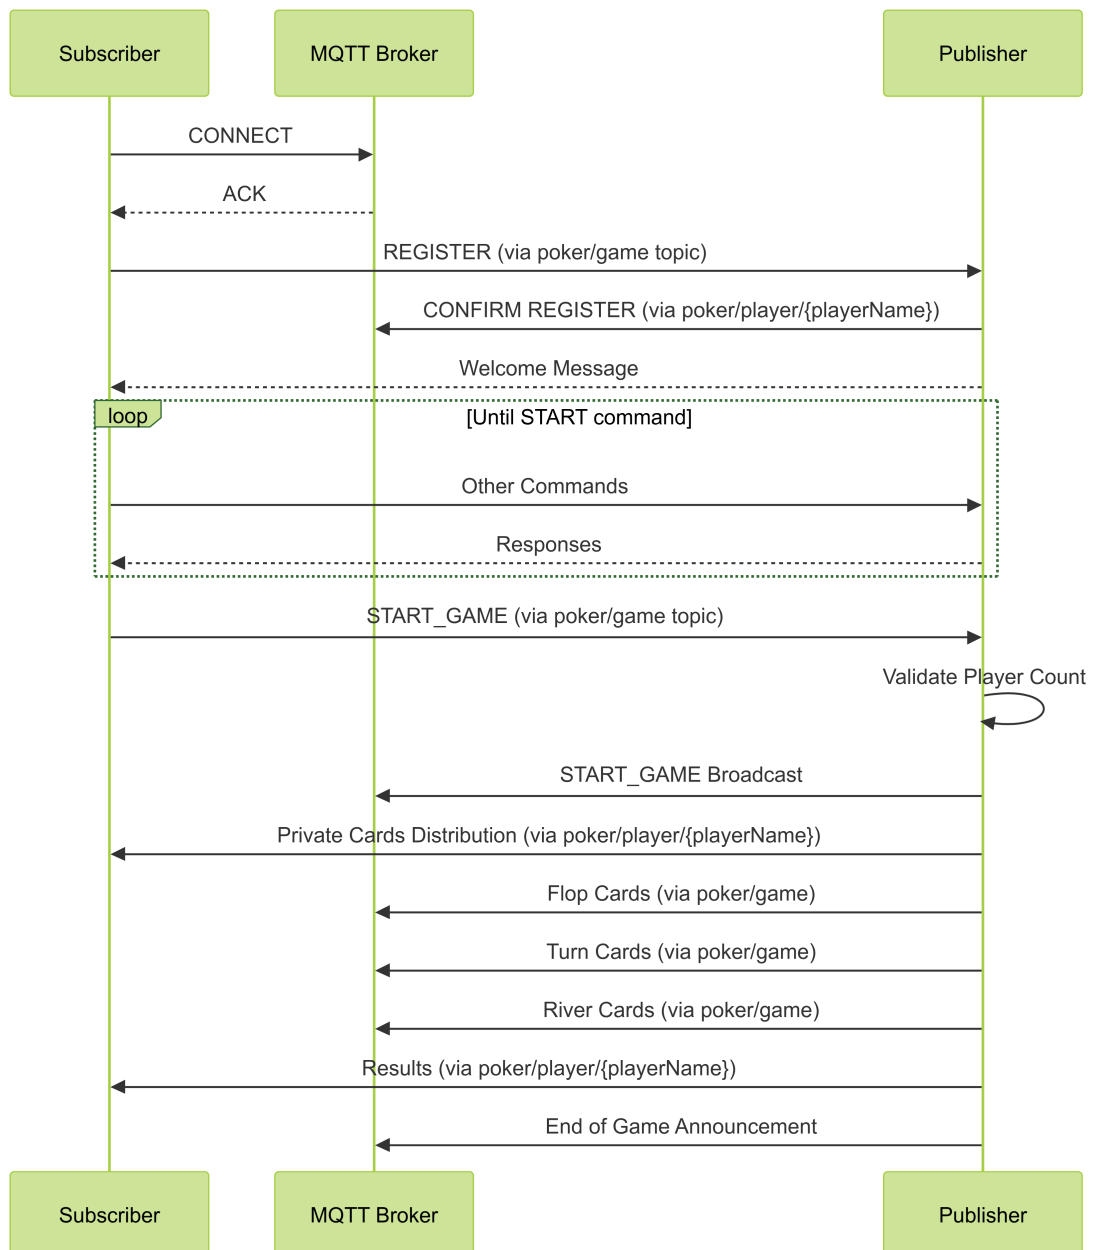 Subscriber
MQTT Broker
Publisher
CONNECT
ACK
REGISTER (via poker/game topic)
CONFIRM REGISTER (via poker/player/{playerName})
Welcome Message
loop
[Until START command]
Other Commands
Responses
START_GAME (via poker/game topic)
Validate Player Count
START_GAME Broadcast
Private Cards Distribution (via poker/player/{playerName})
Flop Cards (via poker/game)
Turn Cards (via poker/game)
River Cards (via poker/game)
Results (via poker/player/{playerName})
End of Game Announcement
Subscriber
MQTT Broker
Publisher